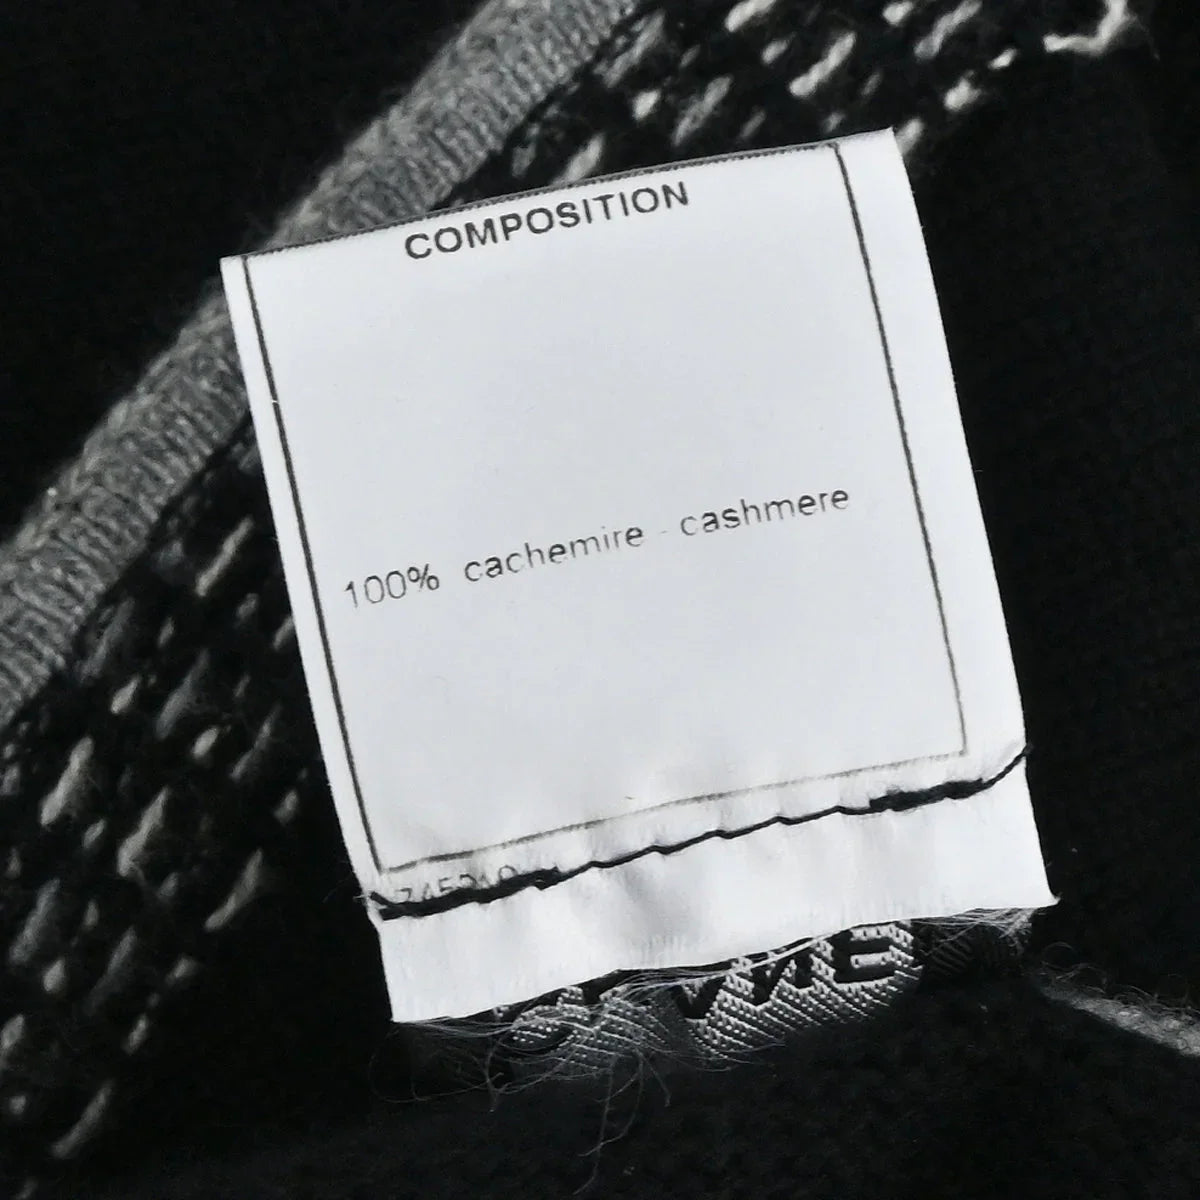 COMPOSITION
100% cachemire - cashmere